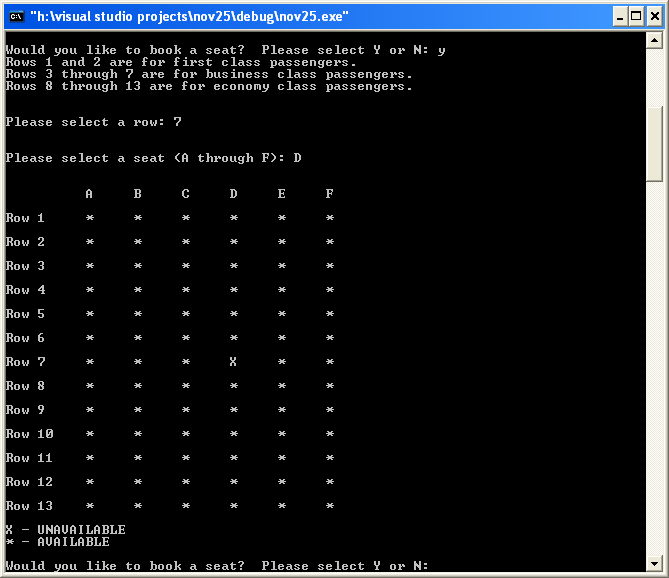 "h:\visual studio projects\nov25\debug\nov25.exe"
Would you like to book a seat?  Please select Y or N: y
Rows 1 and 2 are for first class passengers.
Rows 3 through 7 are for business class passengers.
Rows 8 through 13 are for economy class passengers.
Please select a row: 7
Please select a seat (A through F): D
A B C D E F
Row 1 * * * * * *
Row 2 * * * * * *
Row 3 * * * * * *
Row 4 * * * * * *
Row 5 * * * * * *
Row 6 * * * * * *
Row 7 * * * X * *
Row 8 * * * * * *
Row 9 * * * * * *
Row 10 * * * * * *
Row 11 * * * * * *
Row 12 * * * * * *
Row 13 * * * * * *
X - UNAVAILABLE
* - AVAILABLE
Would you like to book a seat?  Please select Y or N: